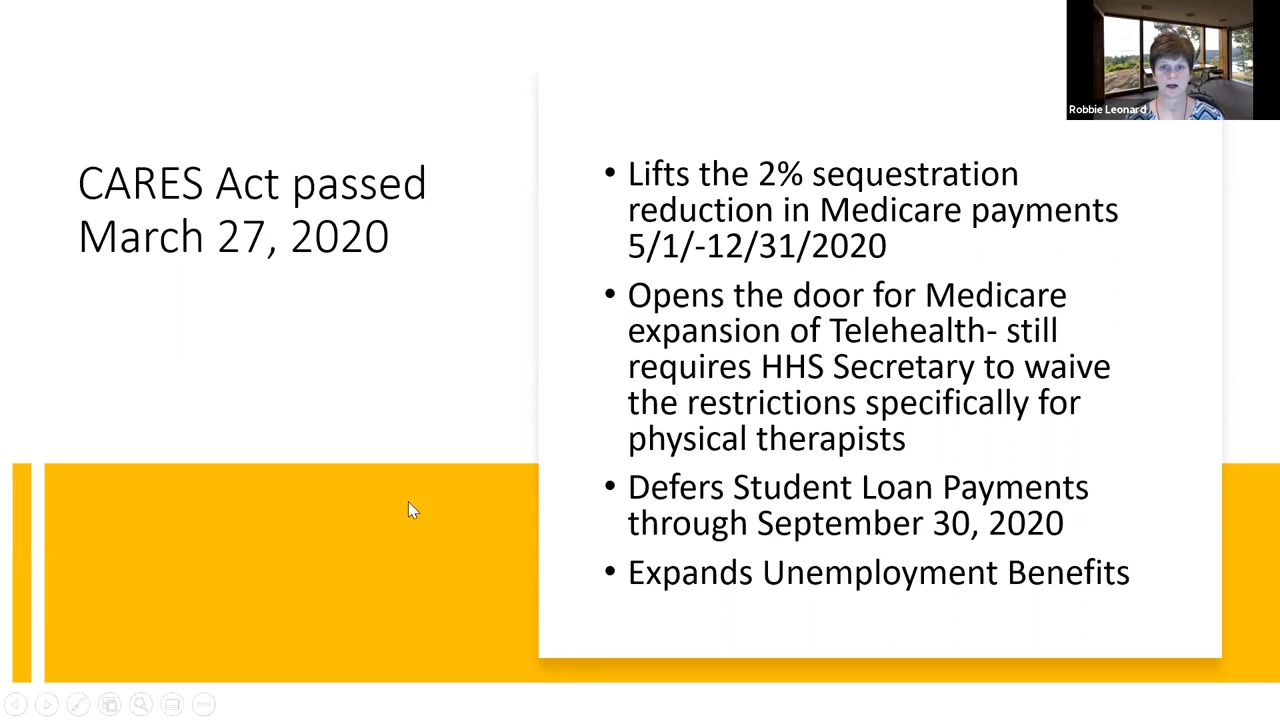 Robbie Leonard
CARES Act passed
March 27, 2020
• Lifts the 2% sequestration
reduction in Medicare payments
5/1/-12/31/2020
• Opens the door for Medicare
expansion of Telehealth- still
requires HHS Secretary to waive
the restrictions specifically for
physical therapists
• Defers Student Loan Payments
through September 30, 2020
• Expands Unemployment Benefits